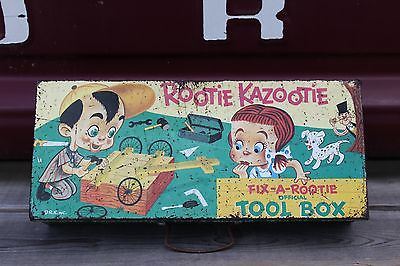 ROOTIE KAZOOTIE
FIX-A-ROOTIE
OFFICIAL
TOOL BOX